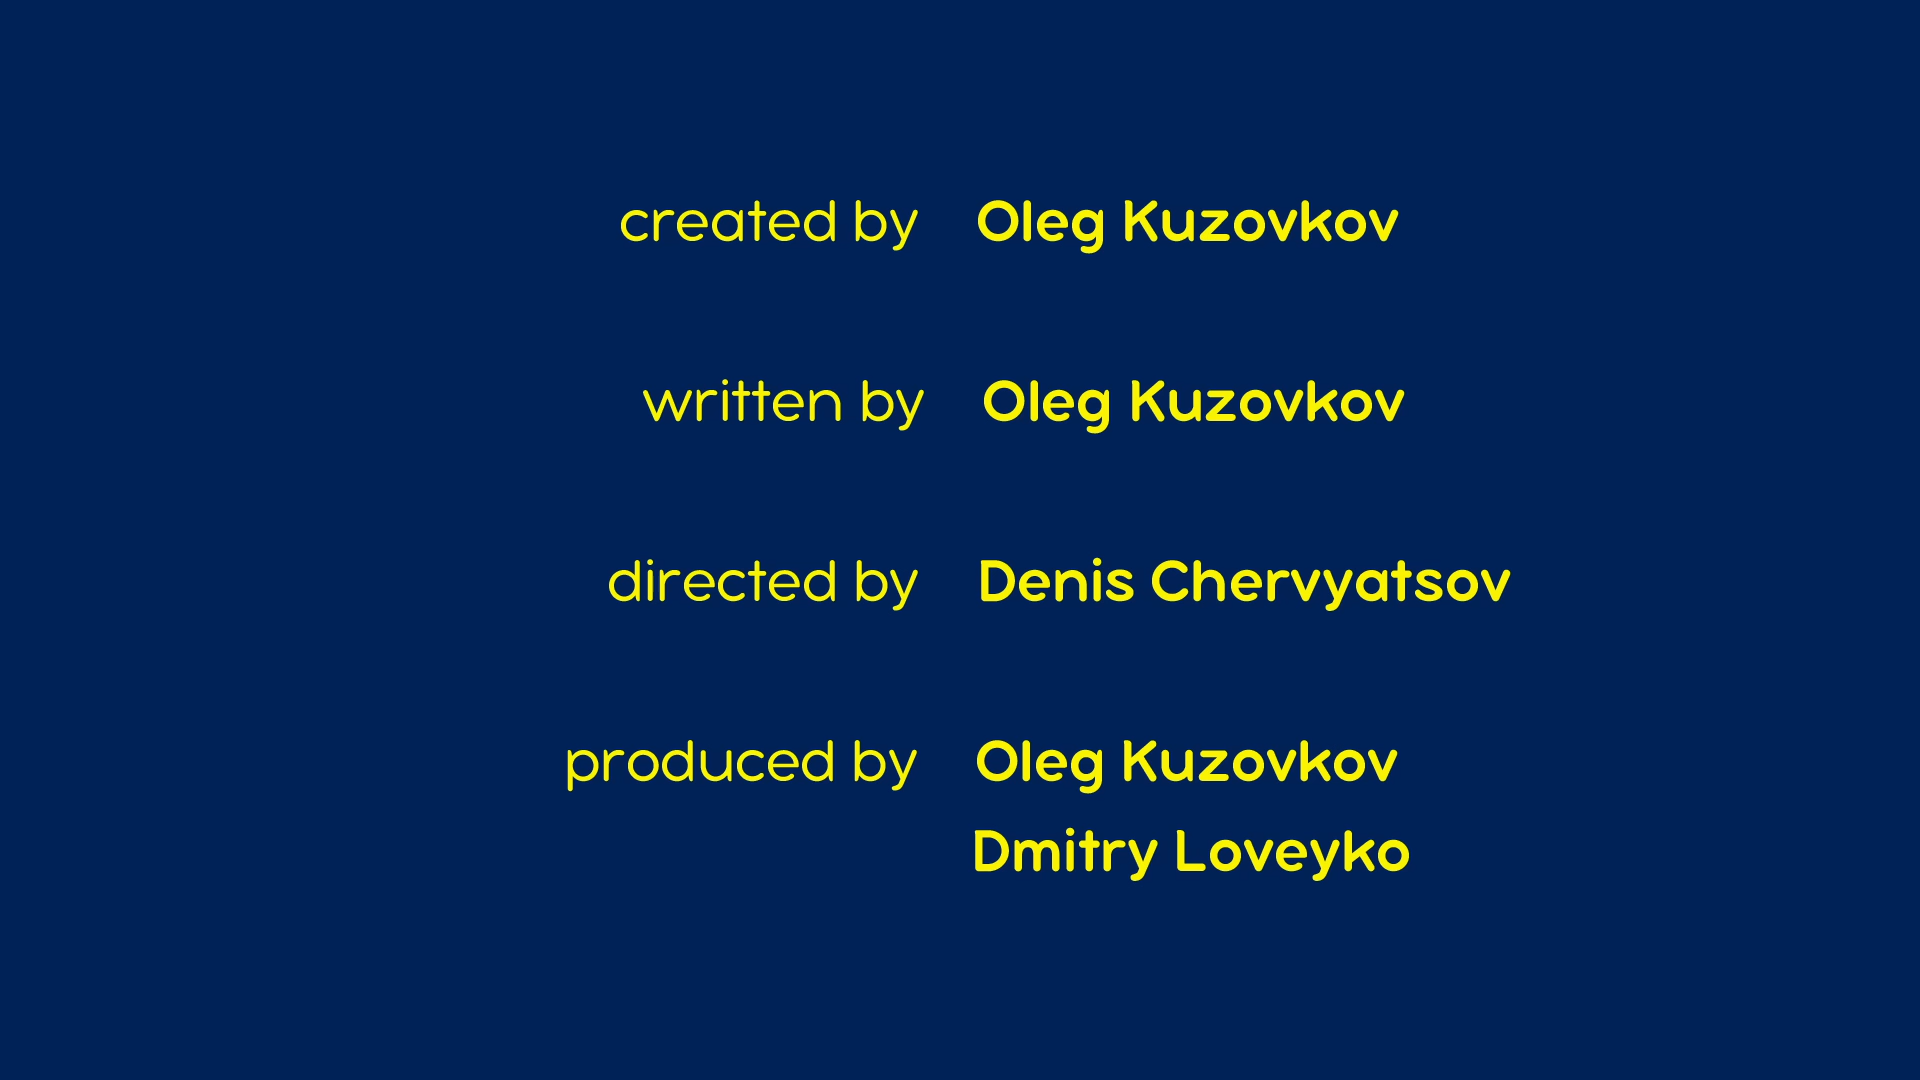 created by Oleg Kuzovkov
written by Oleg Kuzovkov
directed by Denis Chervyatsov
produced by Oleg Kuzovkov
Dmitry Loveyko